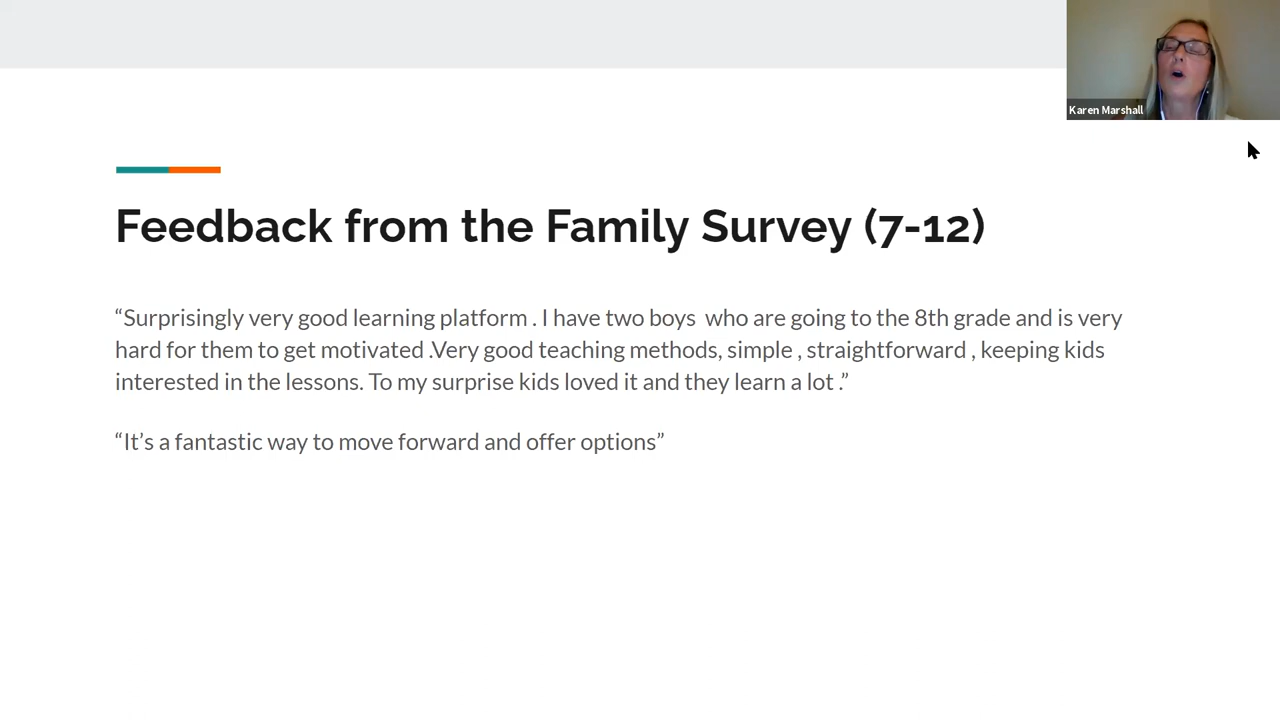 Karen Marshall
Feedback from the Family Survey (7-12)
“Surprisingly very good learning platform . I have two boys  who are going to the 8th grade and is very
hard for them to get motivated .Very good teaching methods, simple , straightforward , keeping kids
interested in the lessons. To my surprise kids loved it and they learn a lot .”
“It’s a fantastic way to move forward and offer options”